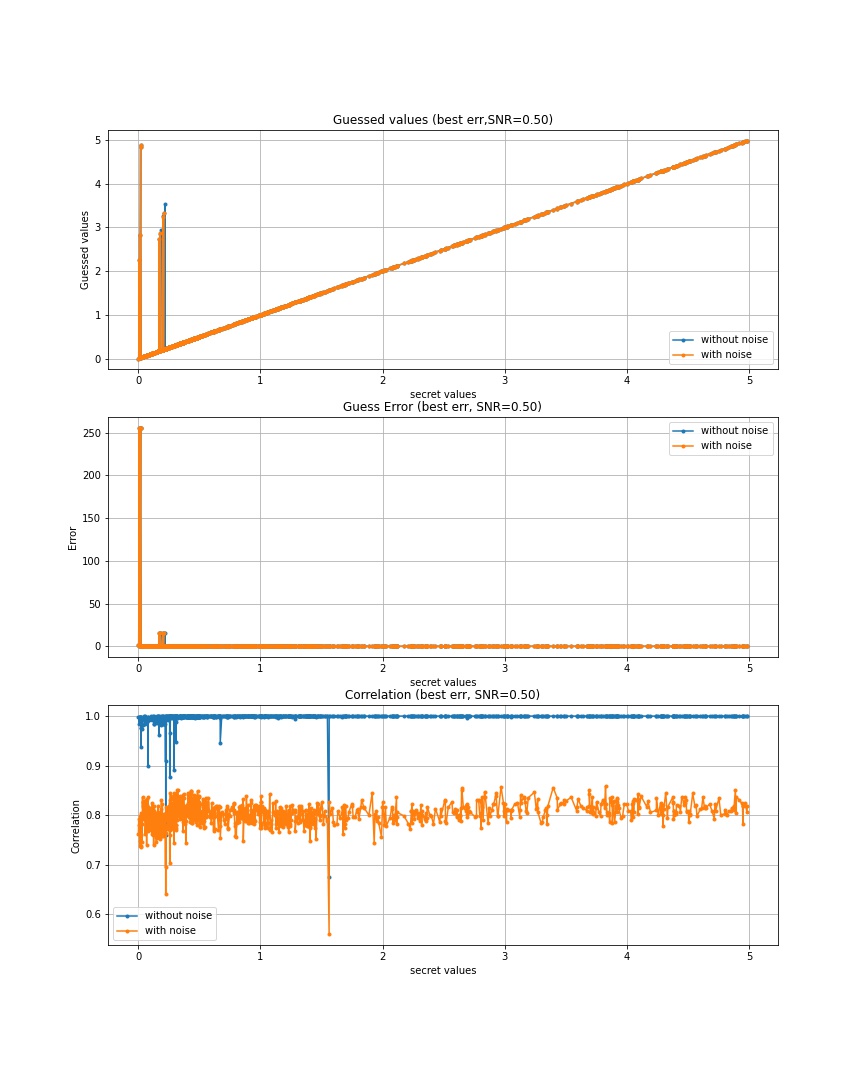 Guessed values (best err,SNR=0.50)
5
4
3
2
1
0
Guessed values
without noise
with noise
0 1 2 3 4 5
secret values
Guess Error (best err, SNR=0.50)
250
200
150
100
50
0
Error
without noise
with noise
0 1 2 3 4 5
secret values
Correlation (best err, SNR=0.50)
1.0
0.9
0.8
0.7
0.6
Correlation
without noise
with noise
0 1 2 3 4 5
secret values